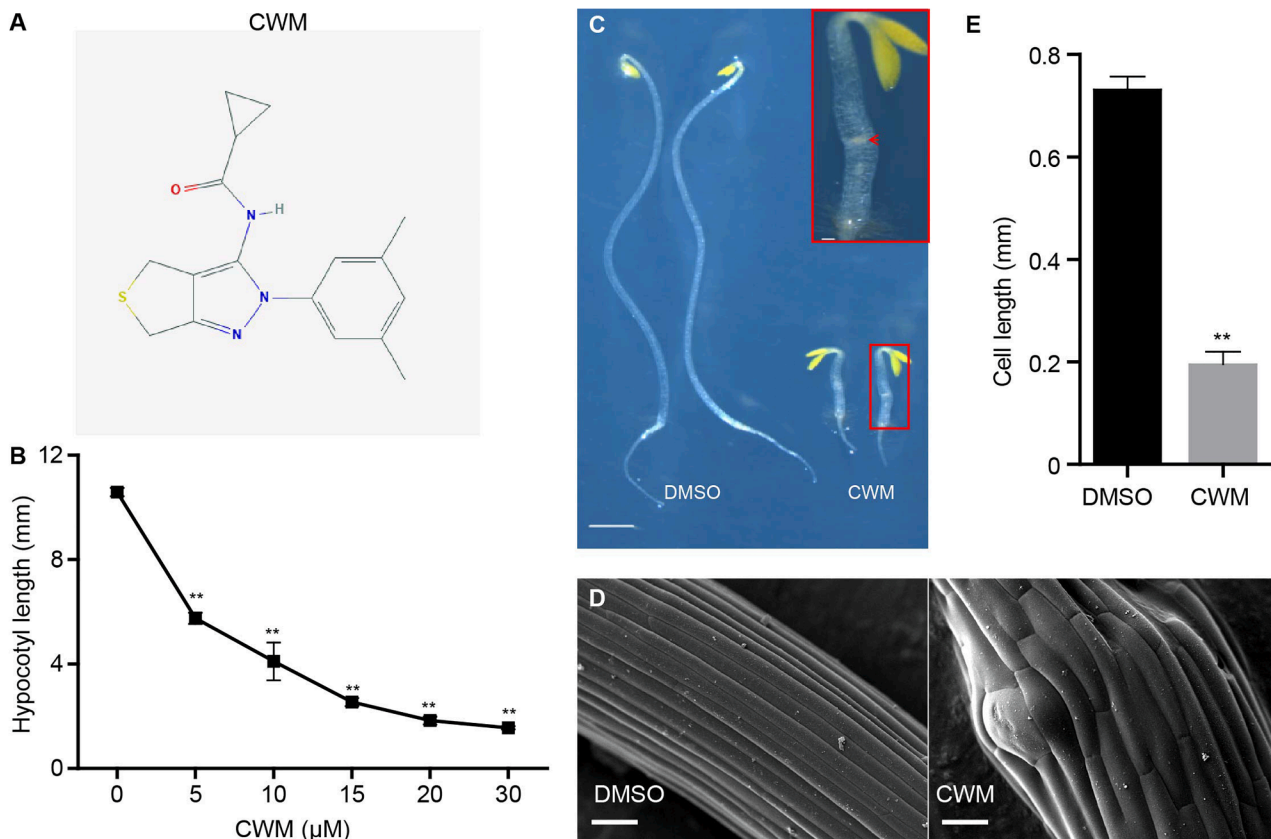 A
CWM
O
N
H
S
N
N
B
Hypocotyl length (mm)
12
8
4
0
**
**
**
**
**
0
5
10
15
20
30
CWM (µM)
C
DMSO
CWM
D
DMSO
CWM
E
Cell length (mm)
0.8
0.6
0.4
0.2
0
**
DMSO
CWM